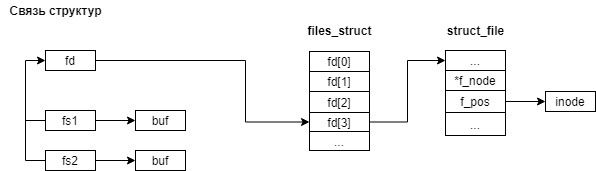 Связь структур
files_struct
struct_file
fd
fd[0]
fd[1]
fd[2]
fd[3]
...
...
*f_node
f_pos
...
inode
fs1
buf
fs2
buf